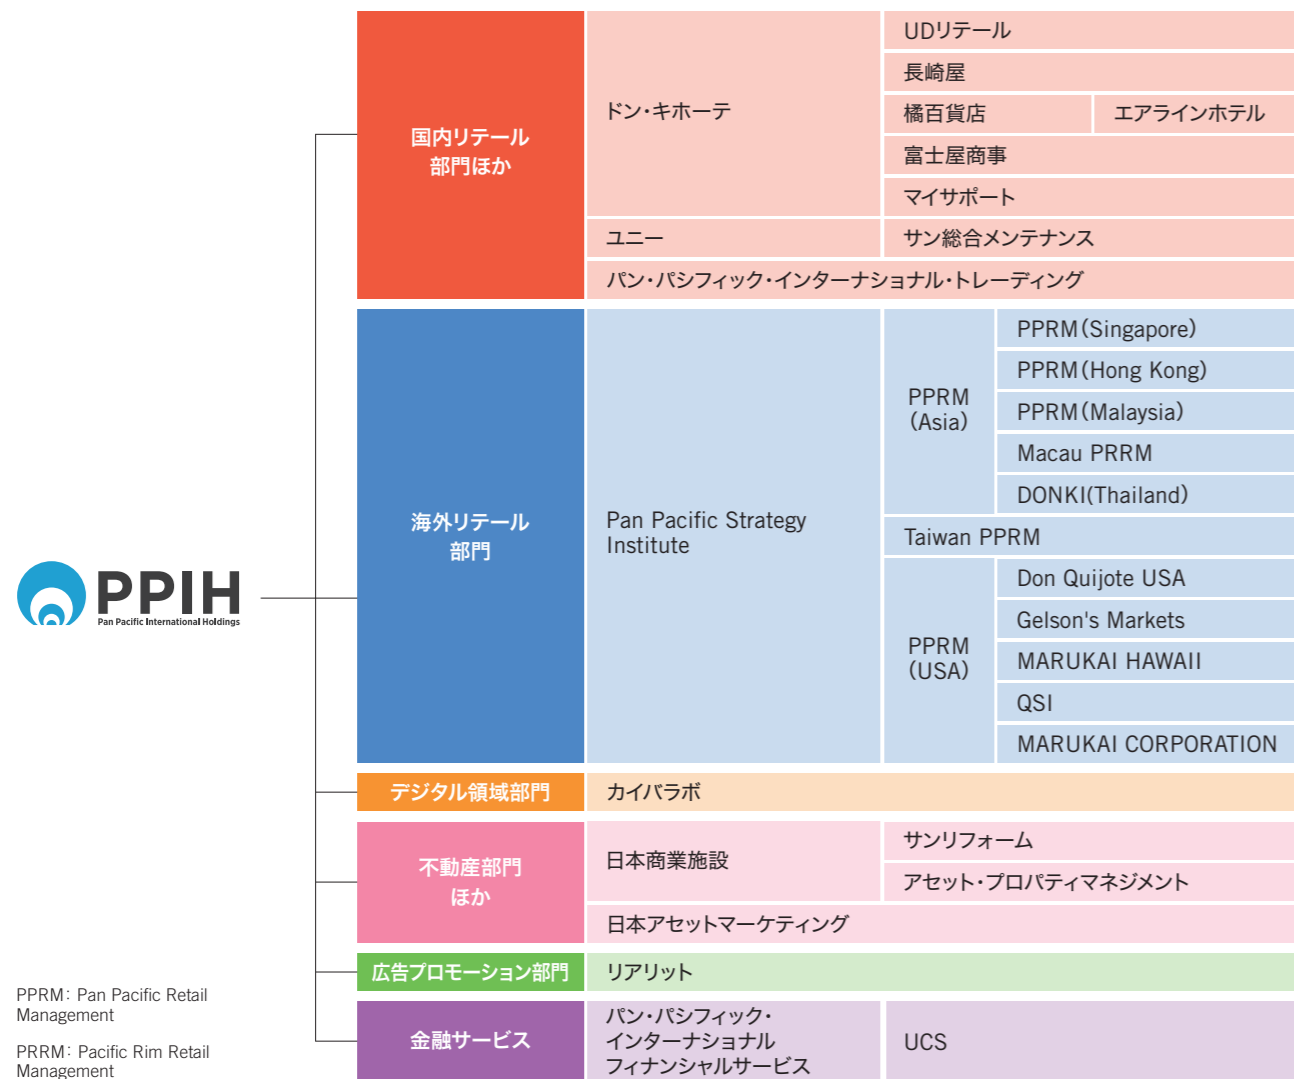 国内リテール
部門ほか
ドン・キホーテ
UDリテール
長崎屋
橘百貨店
エアラインホテル
富士屋商事
マイサポート
ユニー
サン総合メンテナンス
パン・パシフィック・インターナショナル・トレーディング
海外リテール
部門
Pan Pacific Strategy
Institute
PPRM
(Asia)
PPRM(Singapore)
PPRM(Hong Kong)
PPRM(Malaysia)
Macau PRRM
DONKI(Thailand)
Taiwan PPRM
PPRM
(USA)
Don Quijote USA
Gelson's Markets
MARUKAI HAWAII
QSI
MARUKAI CORPORATION
PPIH
Pan Pacific International Holdings
デジタル領域部門
カイバラボ
不動産部門
ほか
日本商業施設
サンリフォーム
アセット・プロパティマネジメント
日本アセットマーケティング
広告プロモーション部門
リアリット
金融サービス
パン・パシフィック・
インターナショナル
フィナンシャルサービス
UCS
PPRM: Pan Pacific Retail
Management
PRRM: Pacific Rim Retail
Management